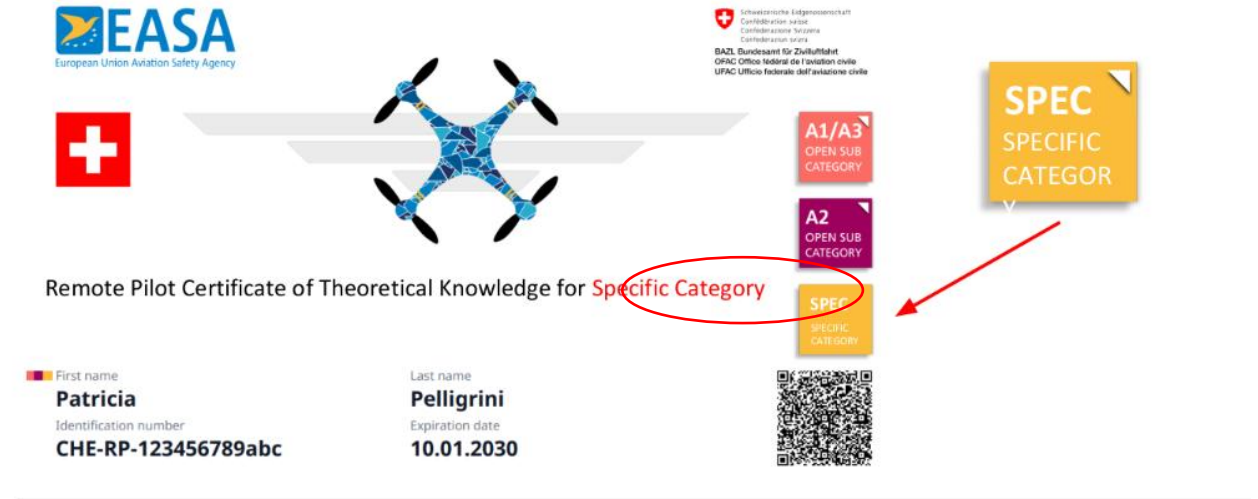 EASA
European Union Aviation Safety Agency
Schweizerische Eidgenossenschaft
Confédération suisse
Confederazione Svizzera
Confederaziun svizra
BAZL Bundesamt für Zivilluftfahrt
OFAC Office fédéral de l'aviation civile
UFAC Ufficio federale dell'aviazione civile
SPEC
SPECIFIC
CATEGOR
Y
A1/A3
OPEN SUB
CATEGORY
A2
OPEN SUB
CATEGORY
Remote Pilot Certificate of Theoretical Knowledge for Specific Category
SPEC
SPECIFIC
CATEGORY
First name
Patricia
Last name
Pelligrini
Identification number
CHE-RP-123456789abc
Expiration date
10.01.2030